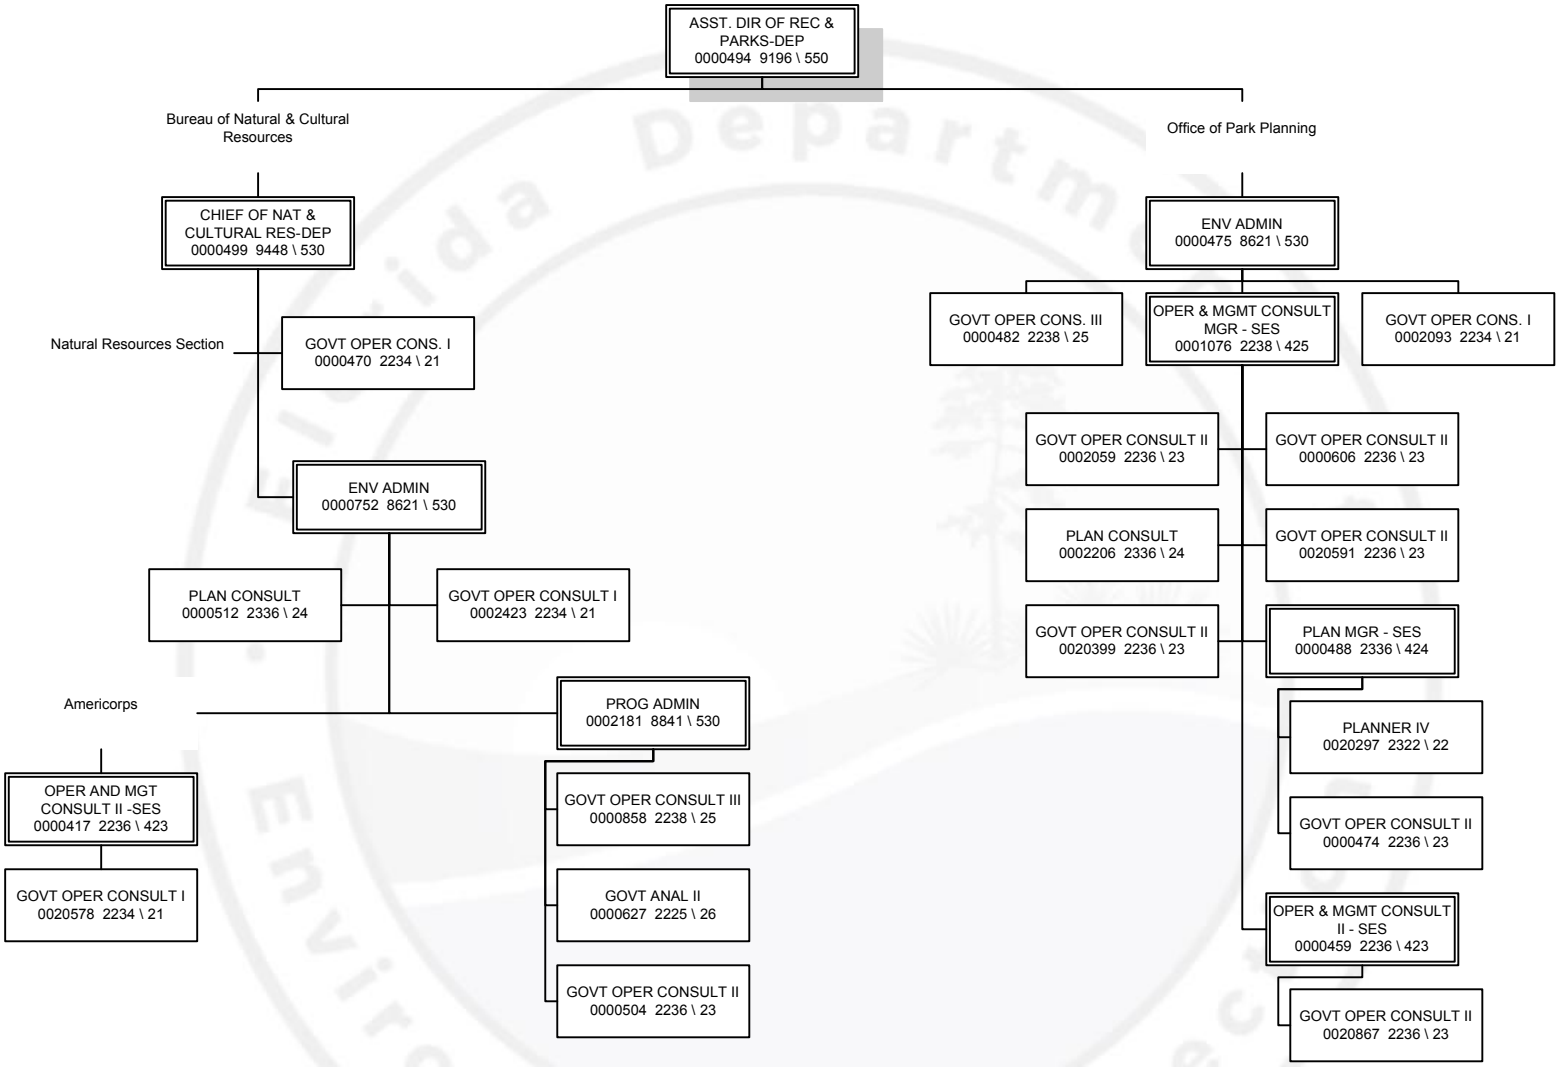 ASST. DIR OF REC &
PARKS-DEP
0000494 9196 \ 550
Bureau of Natural & Cultural
Resources
CHIEF OF NAT &
CULTURAL RES-DEP
0000499 9448 \ 530
Natural Resources Section
GOVT OPER CONS. I
0000470 2234 \ 21
ENV ADMIN
0000752 8621 \ 530
PLAN CONSULT
0000512 2336 \ 24
GOVT OPER CONSULT I
0002423 2234 \ 21
Americorps
OPER AND MGT
CONSULT II -SES
0000417 2236 \ 423
GOVT OPER CONSULT I
0020578 2234 \ 21
PROG ADMIN
0002181 8841 \ 530
GOVT OPER CONSULT III
0000858 2238 \ 25
GOVT ANAL II
0000627 2225 \ 26
GOVT OPER CONSULT II
0000504 2236 \ 23
Office of Park Planning
ENV ADMIN
0000475 8621 \ 530
GOVT OPER CONS. III
0000482 2238 \ 25
OPER & MGMT CONSULT
MGR - SES
0001076 2238 \ 425
GOVT OPER CONS. I
0002093 2234 \ 21
GOVT OPER CONSULT II
0002059 2236 \ 23
GOVT OPER CONSULT II
0000606 2236 \ 23
PLAN CONSULT
0002206 2336 \ 24
GOVT OPER CONSULT II
0020591 2236 \ 23
GOVT OPER CONSULT II
0020399 2236 \ 23
PLAN MGR - SES
0000488 2336 \ 424
PLANNER IV
0020297 2322 \ 22
GOVT OPER CONSULT II
0000474 2236 \ 23
OPER & MGMT CONSULT
II - SES
0000459 2236 \ 423
GOVT OPER CONSULT II
0020867 2236 \ 23
Florida Departmen
Enviro